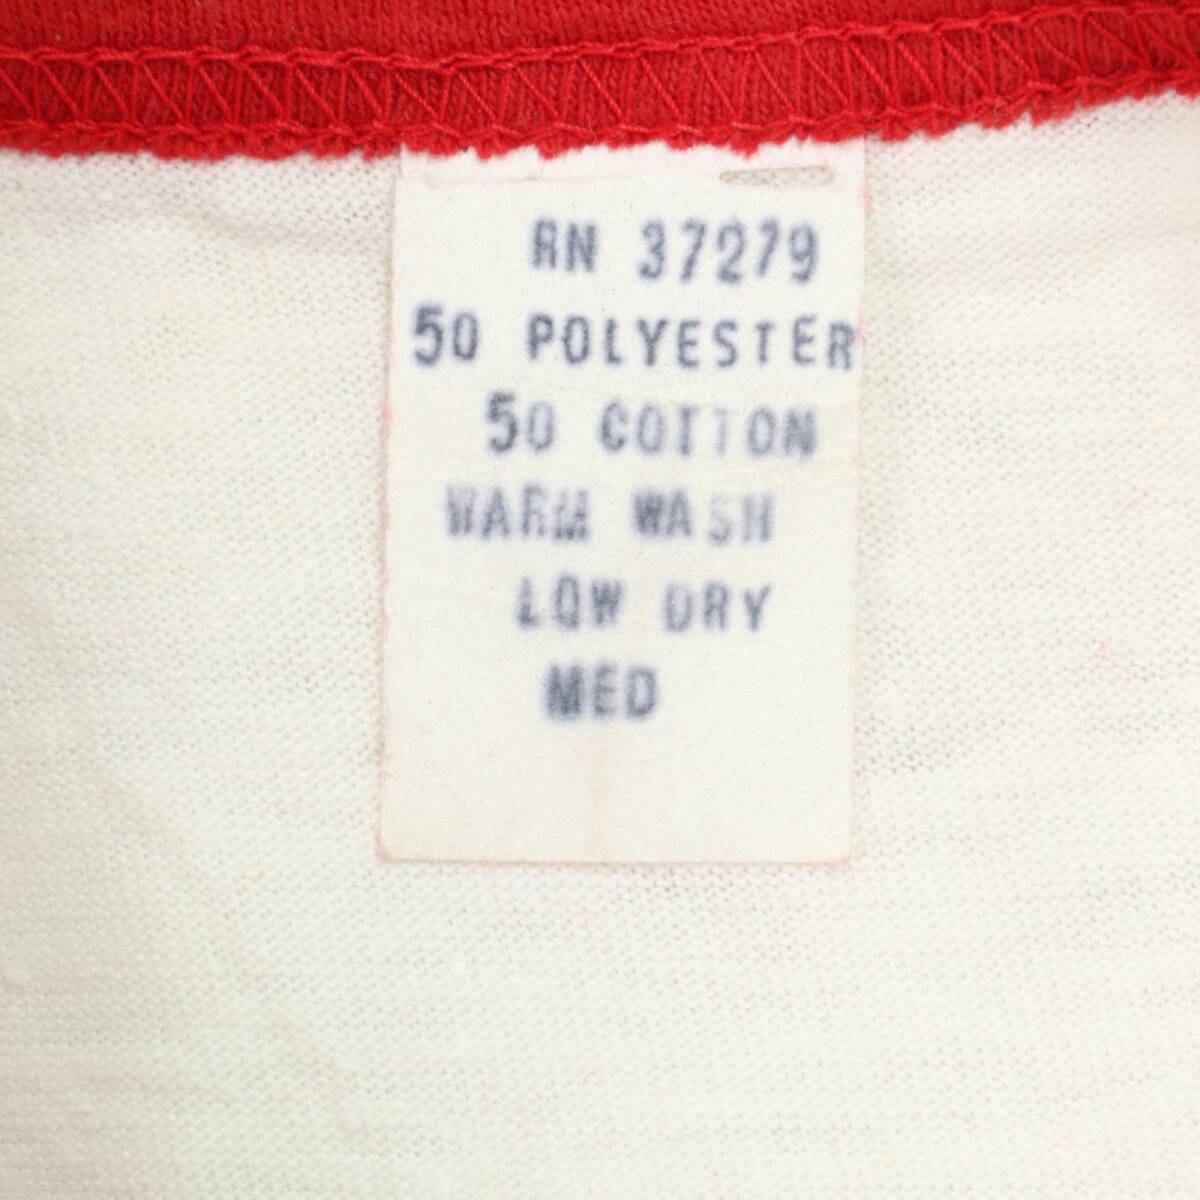 RN 37279
50 POLYESTER
50 COTTON
WARM WASH
LOW DRY
MED